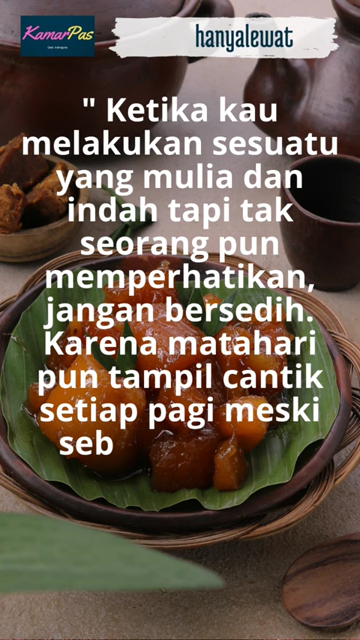 KamarPas
hanyalewat
" Ketika kau
melakukan sesuatu
yang mulia dan
indah tapi tak
seorang pun
memperhatikan,
jangan bersedih.
Karena matahari
pun tampil cantik
setiap pagi meski
seb